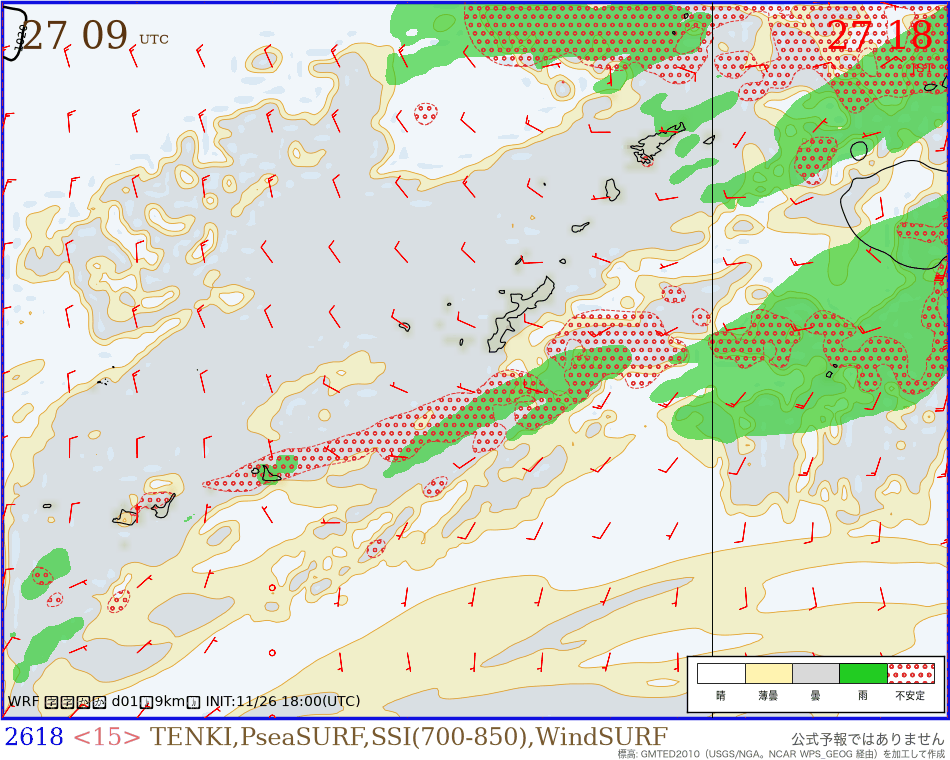 1020
27 09 UTC
27 18
JST
晴 薄曇 曇 雨 不安定
WRF d01 9km INIT:11/26 18:00(UTC)
2618 <15> TENKI,PseaSURF,SSI(700-850),WindSURF
公式予報ではありません
標高: GMTED2010（USGS/NGA。NCAR WPS_GEOG 経由）を加工して作成